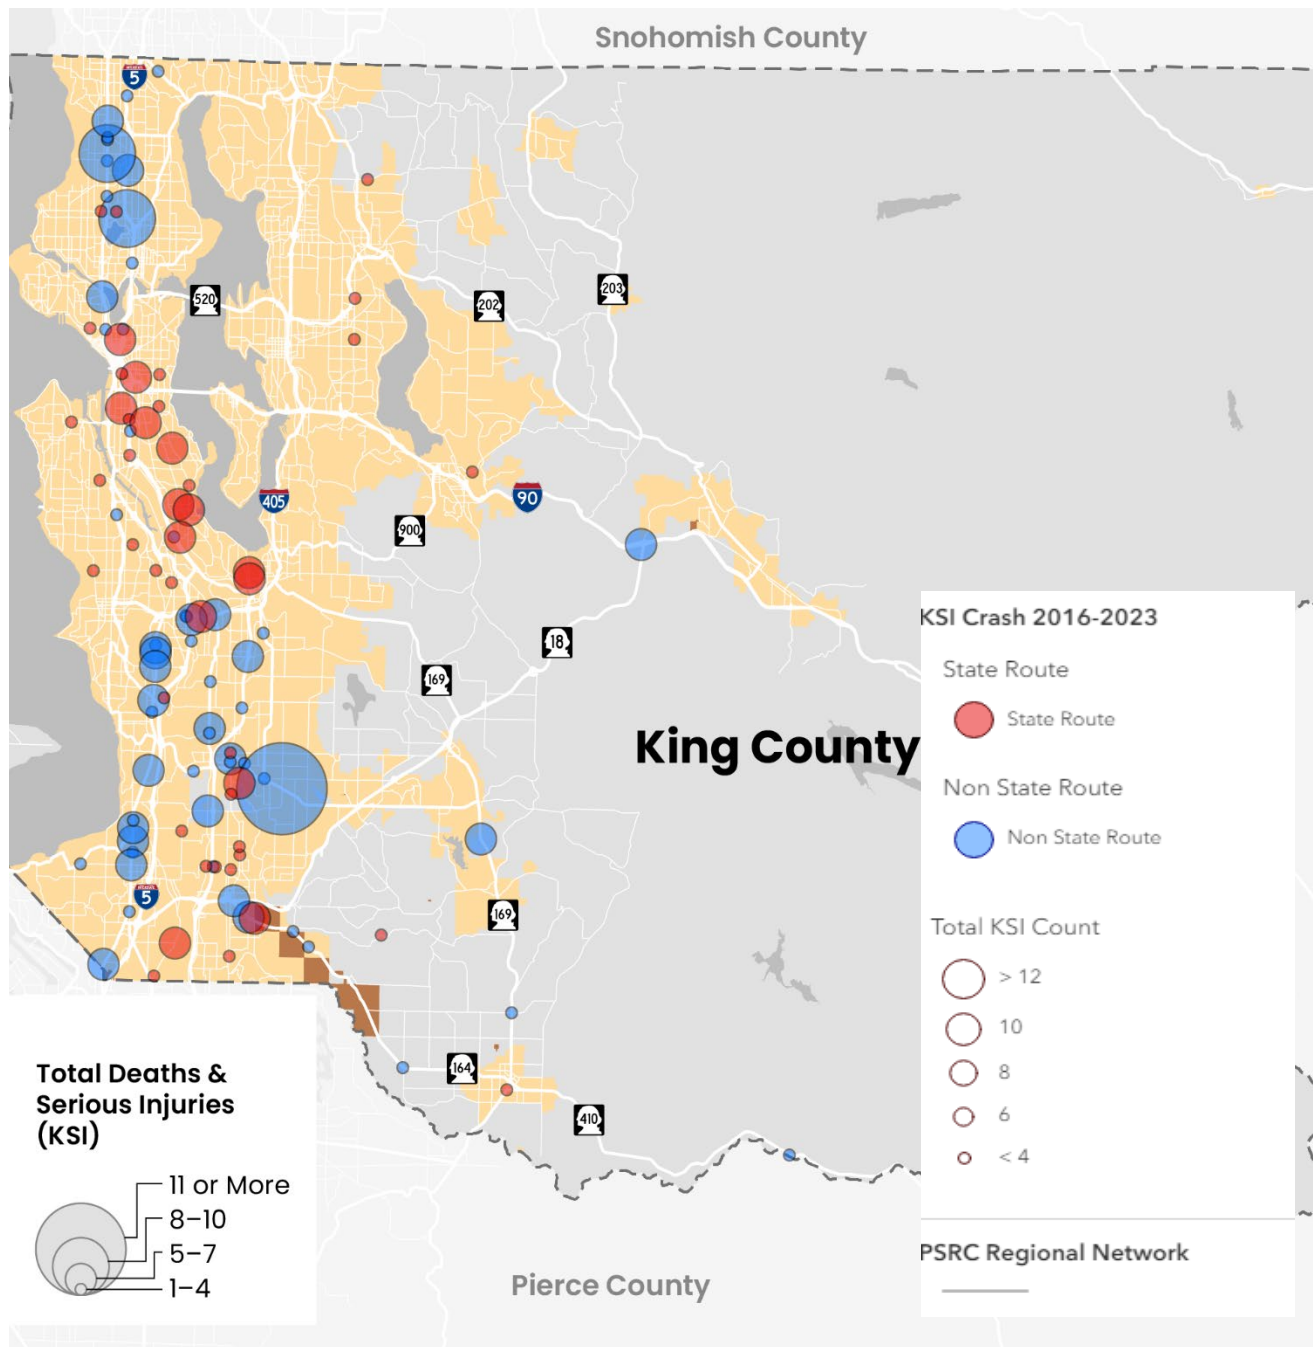 Snohomish County
INTERSTATE
5
520
202
203
405
90
900
18
169
King County
169
INTERSTATE
5
164
410
Pierce County
Total Deaths &
Serious Injuries
(KSI)
11 or More
8–10
5–7
1–4
KSI Crash 2016-2023
State Route
State Route
Non State Route
Non State Route
Total KSI Count
> 12
10
8
6
< 4
PSRC Regional Network